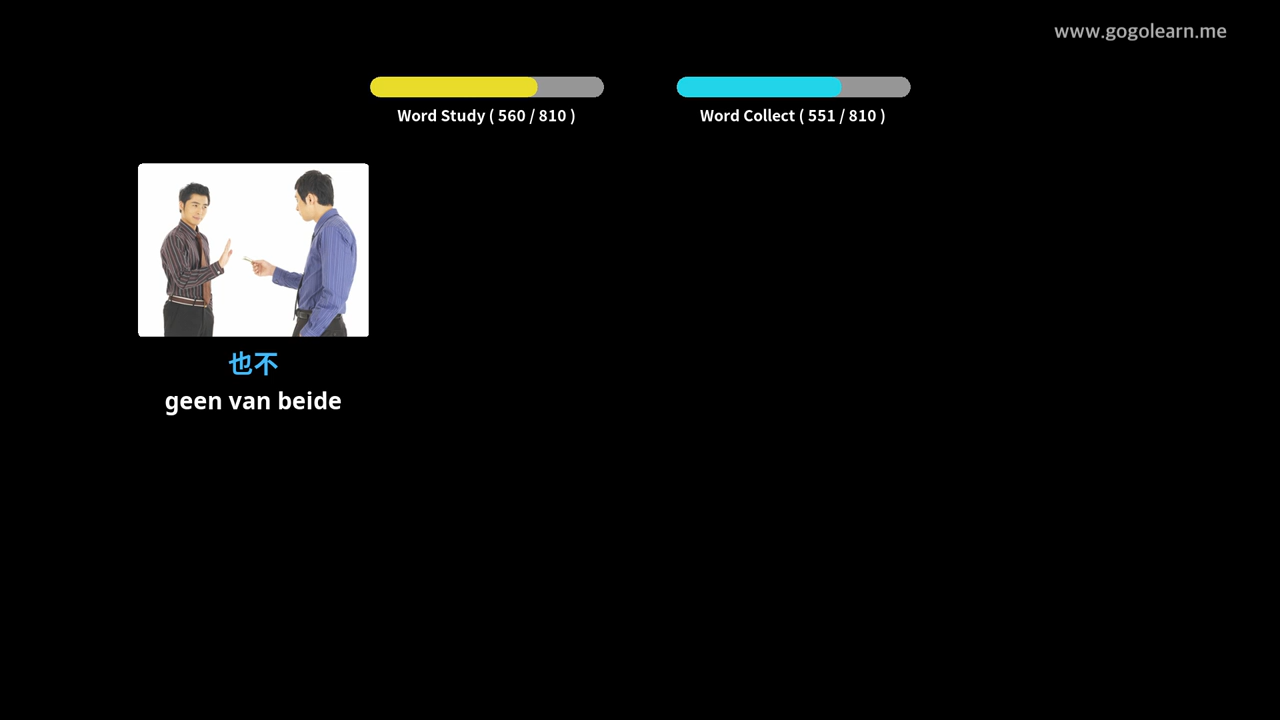 www.gogolearn.me
Word Study ( 560 / 810 )
Word Collect ( 551 / 810 )
也不
geen van beide